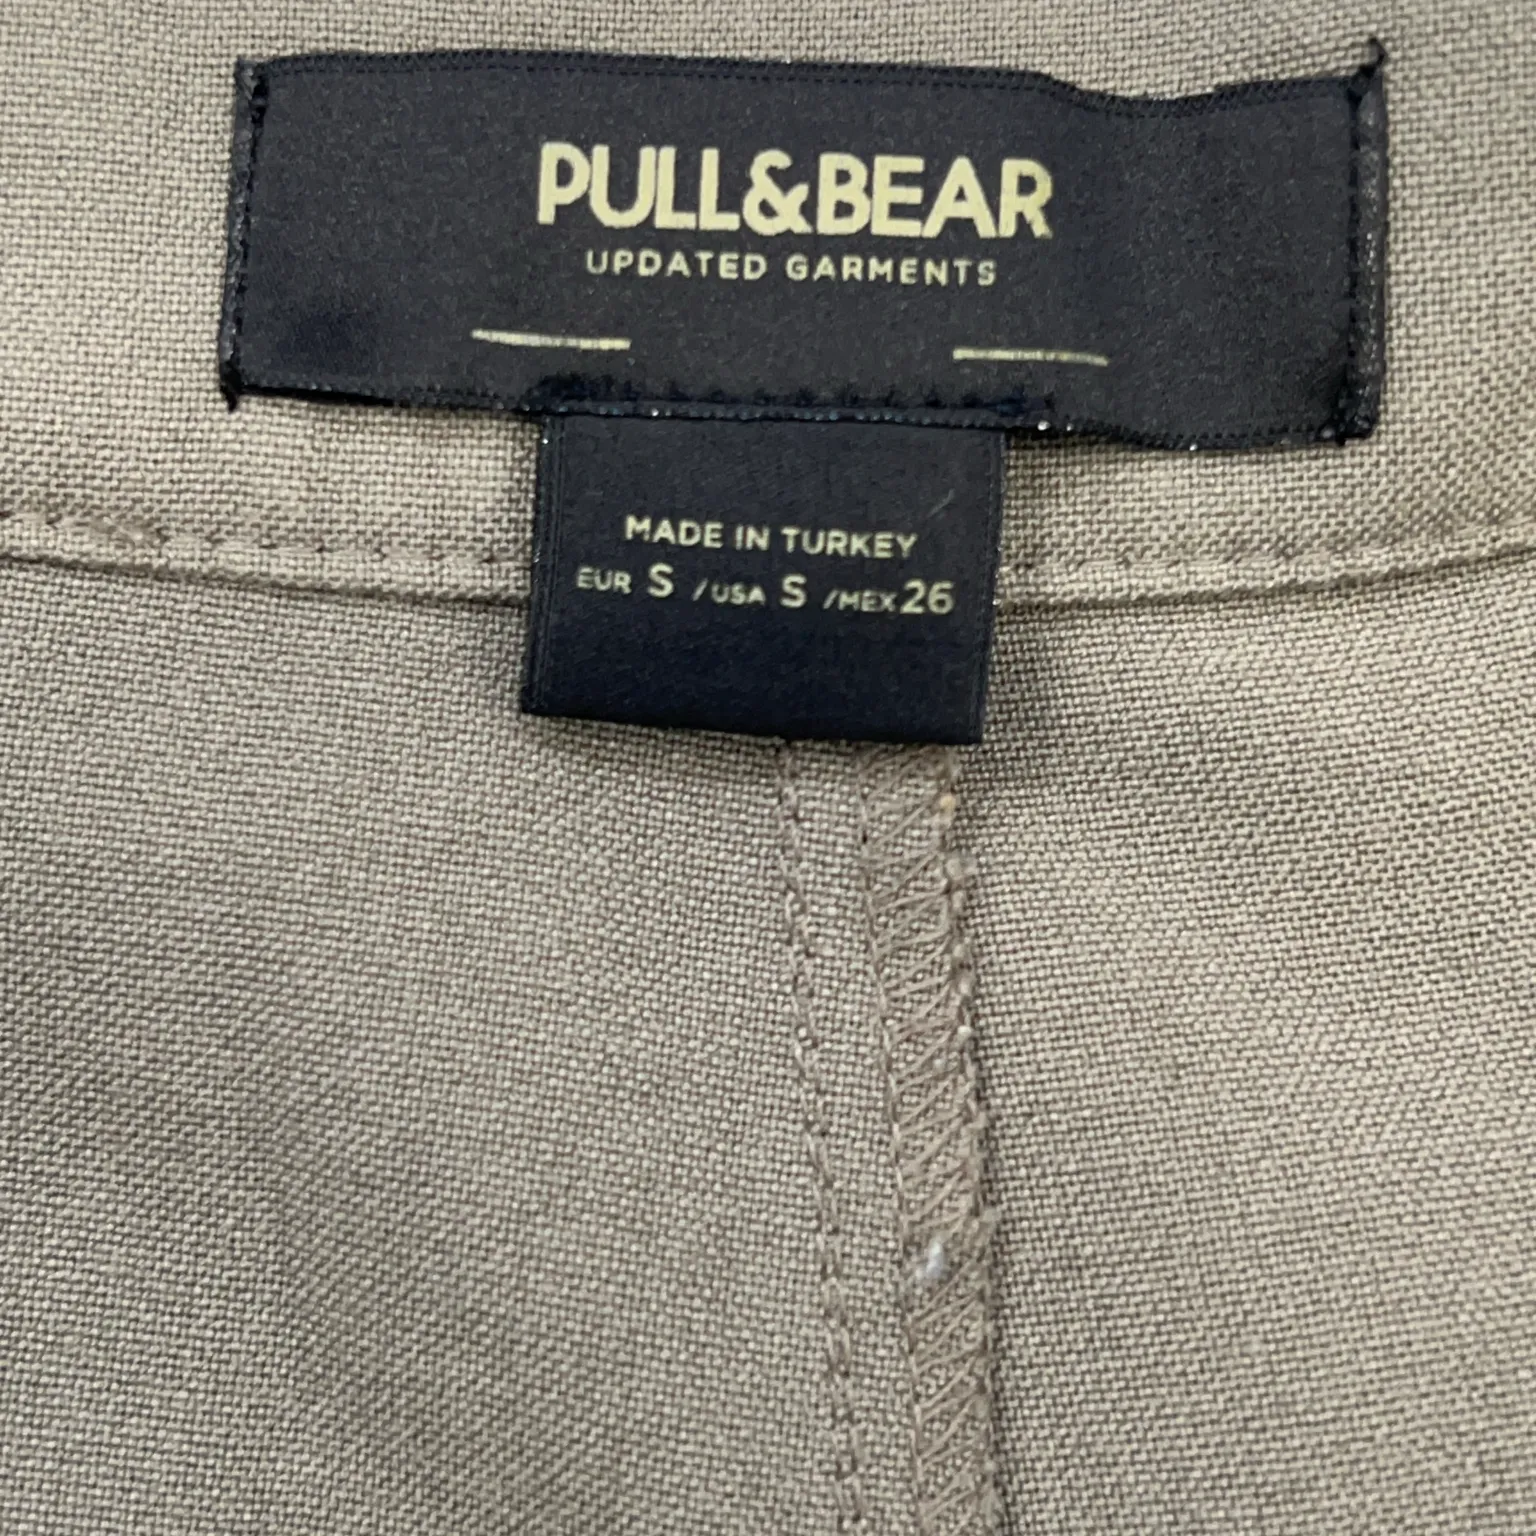 PULL&BEAR
UPDATED GARMENTS
MADE IN TURKEY
EUR S /USA S /MEX 26